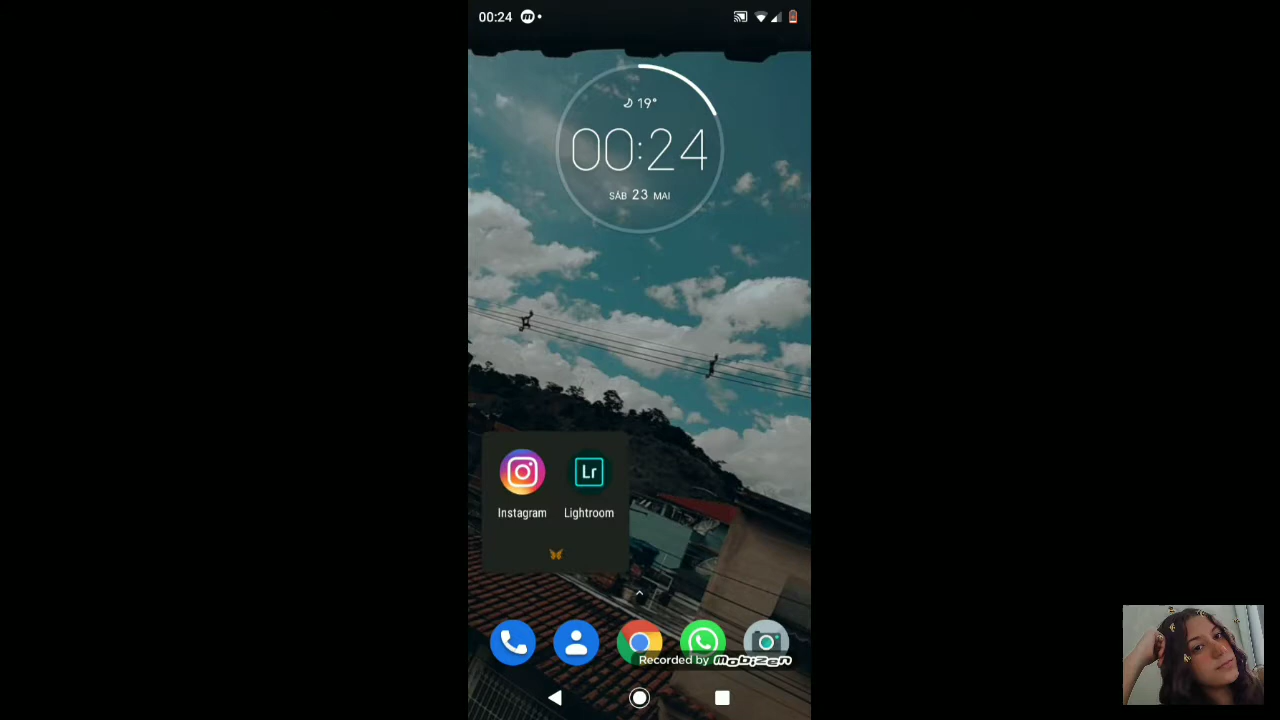 00:24
19°
00:24
SÁB 23 MAI
Lr
Instagram Lightroom
Recorded by mobizen